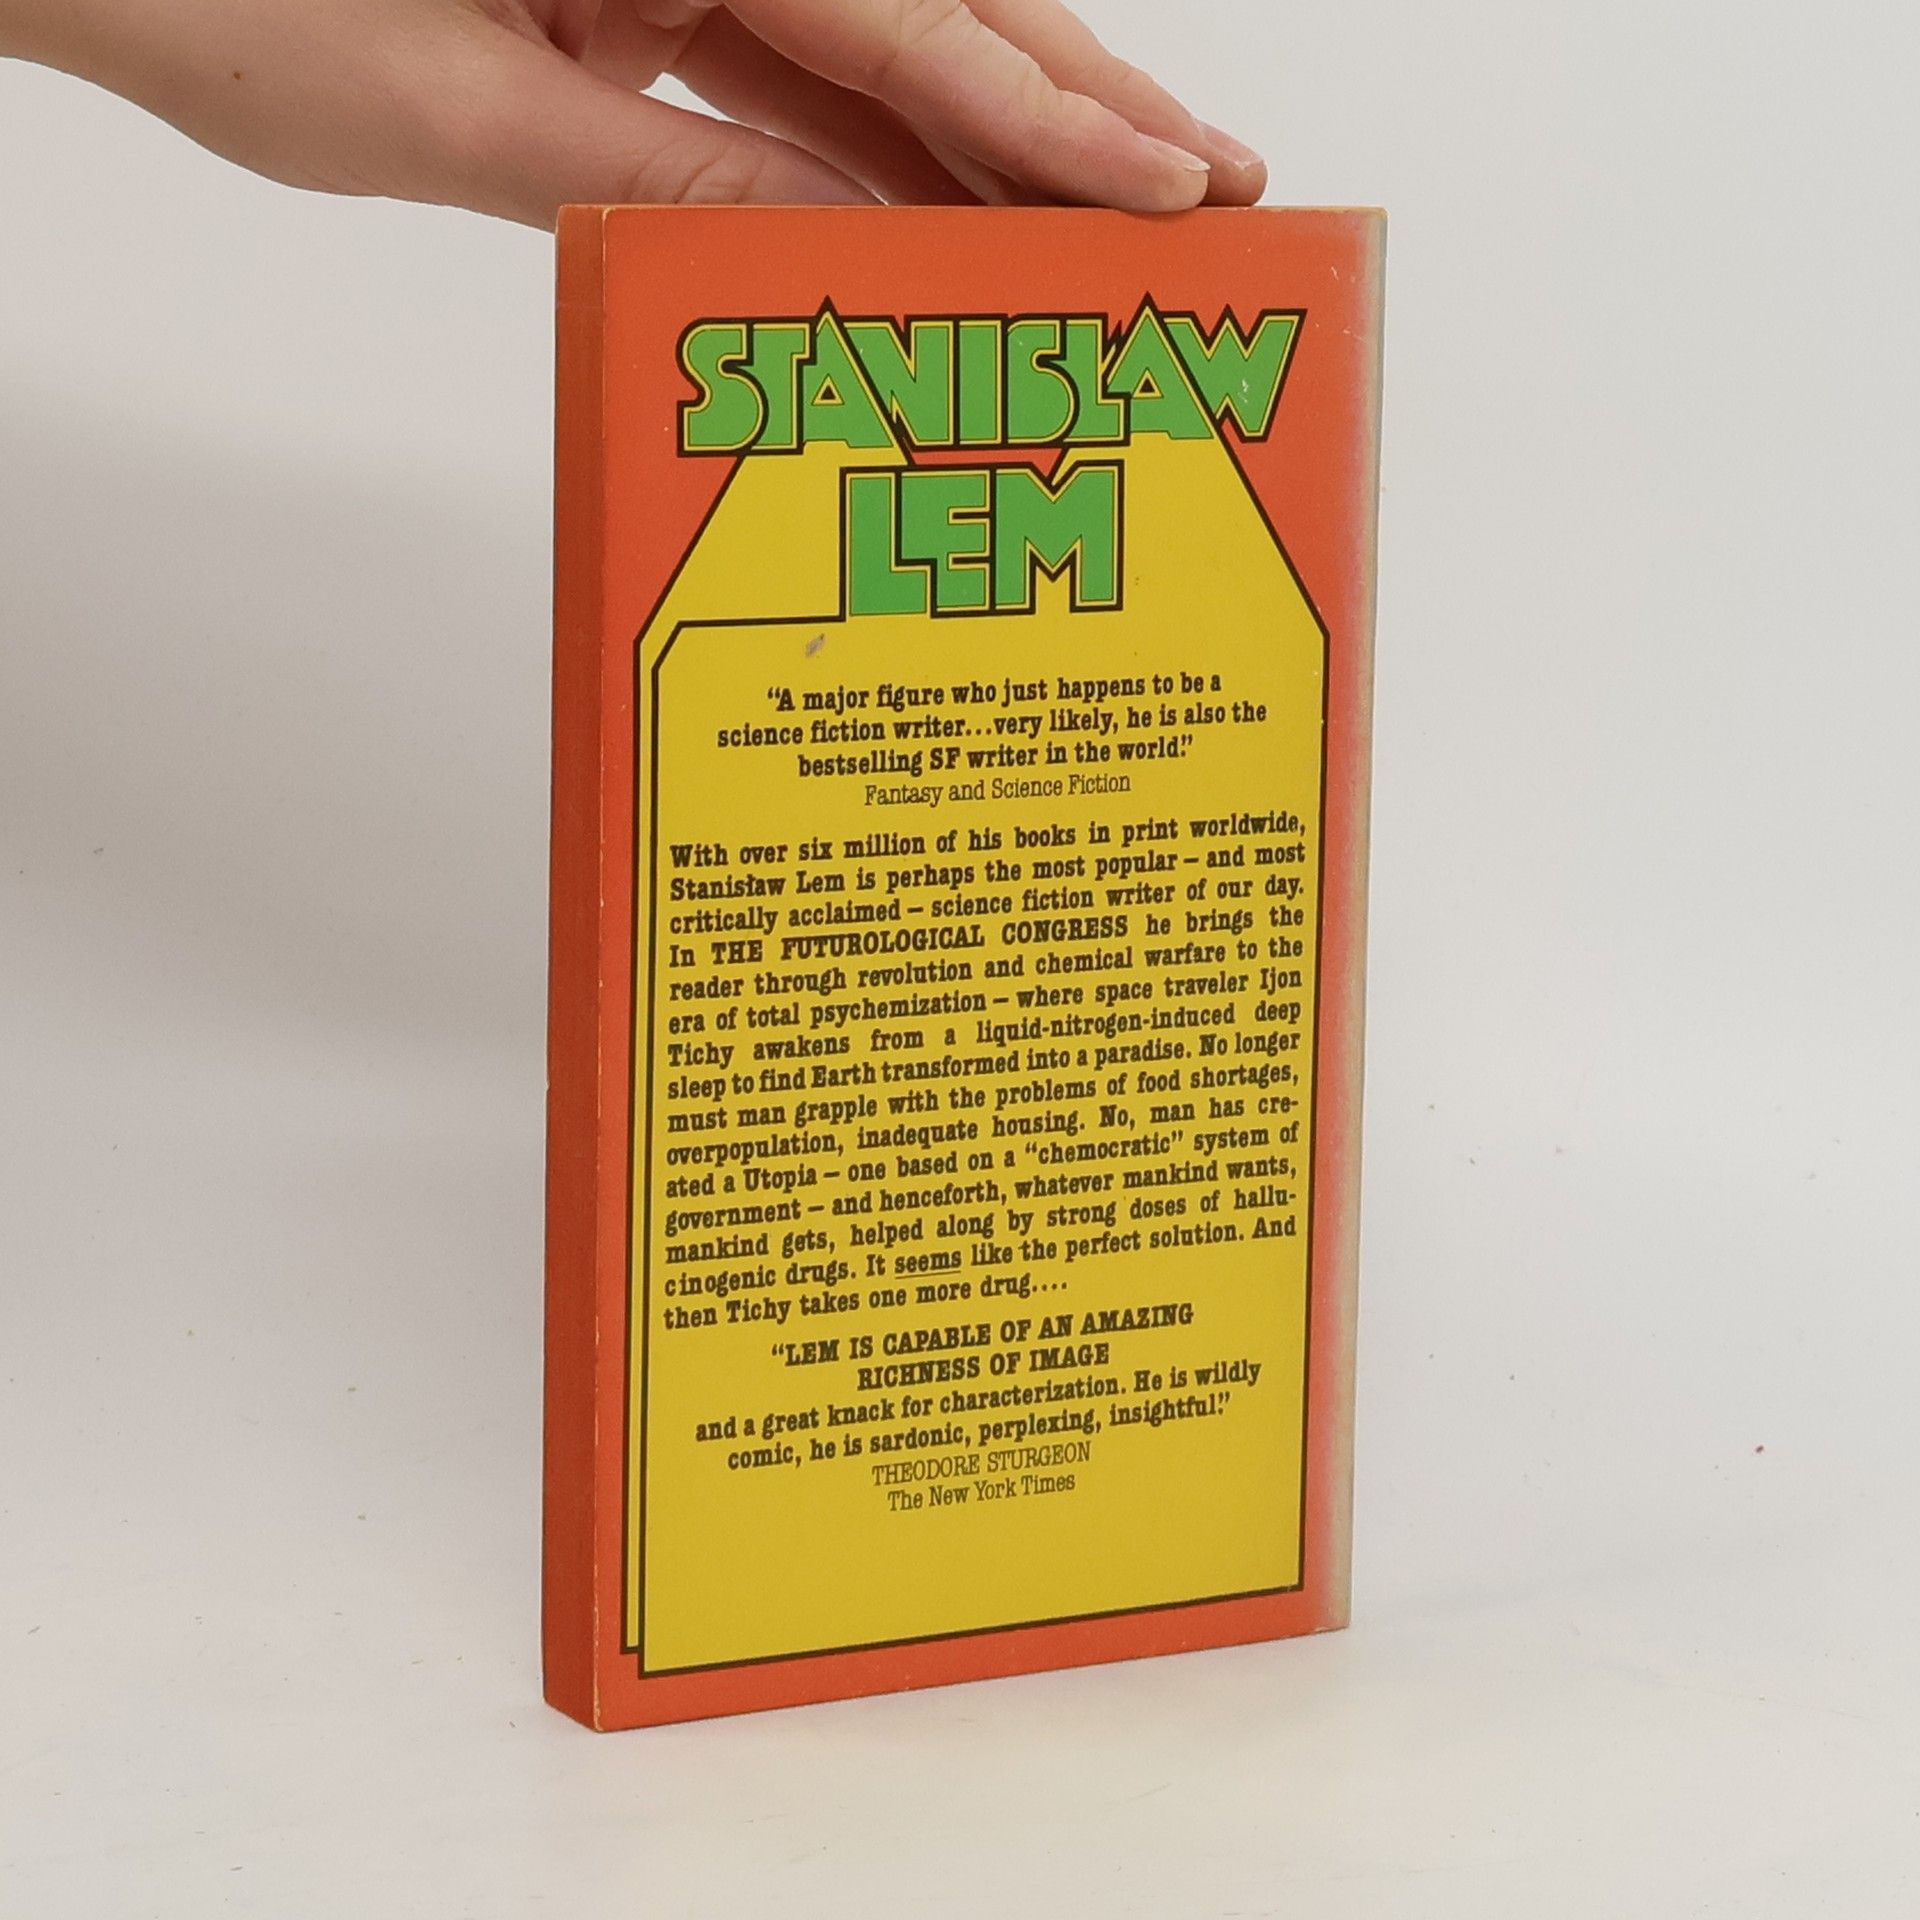 STANISŁAW
LEM
“A major figure who just happens to be a
science fiction writer...very likely, he is also the
bestselling SF writer in the world.”
Fantasy and Science Fiction
With over six million of his books in print worldwide,
Stanisław Lem is perhaps the most popular – and most
critically acclaimed – science fiction writer of our day.
In THE FUTUROLOGICAL CONGRESS he brings the
reader through revolution and chemical warfare to the
era of total psychemization – where space traveler Ijon
Tichy awakens from a liquid-nitrogen-induced deep
sleep to find Earth transformed into a paradise. No longer
must man grapple with the problems of food shortages,
overpopulation, inadequate housing. No, man has cre-
ated a Utopia – one based on a “chemocratic” system of
government – and henceforth, whatever mankind wants,
mankind gets, helped along by strong doses of hallu-
cinogenic drugs. It seems like the perfect solution. And
then Tichy takes one more drug....
“LEM IS CAPABLE OF AN AMAZING
RICHNESS OF IMAGE
and a great knack for characterization. He is wildly
comic, he is sardonic, perplexing, insightful.”
THEODORE STURGEON
The New York Times